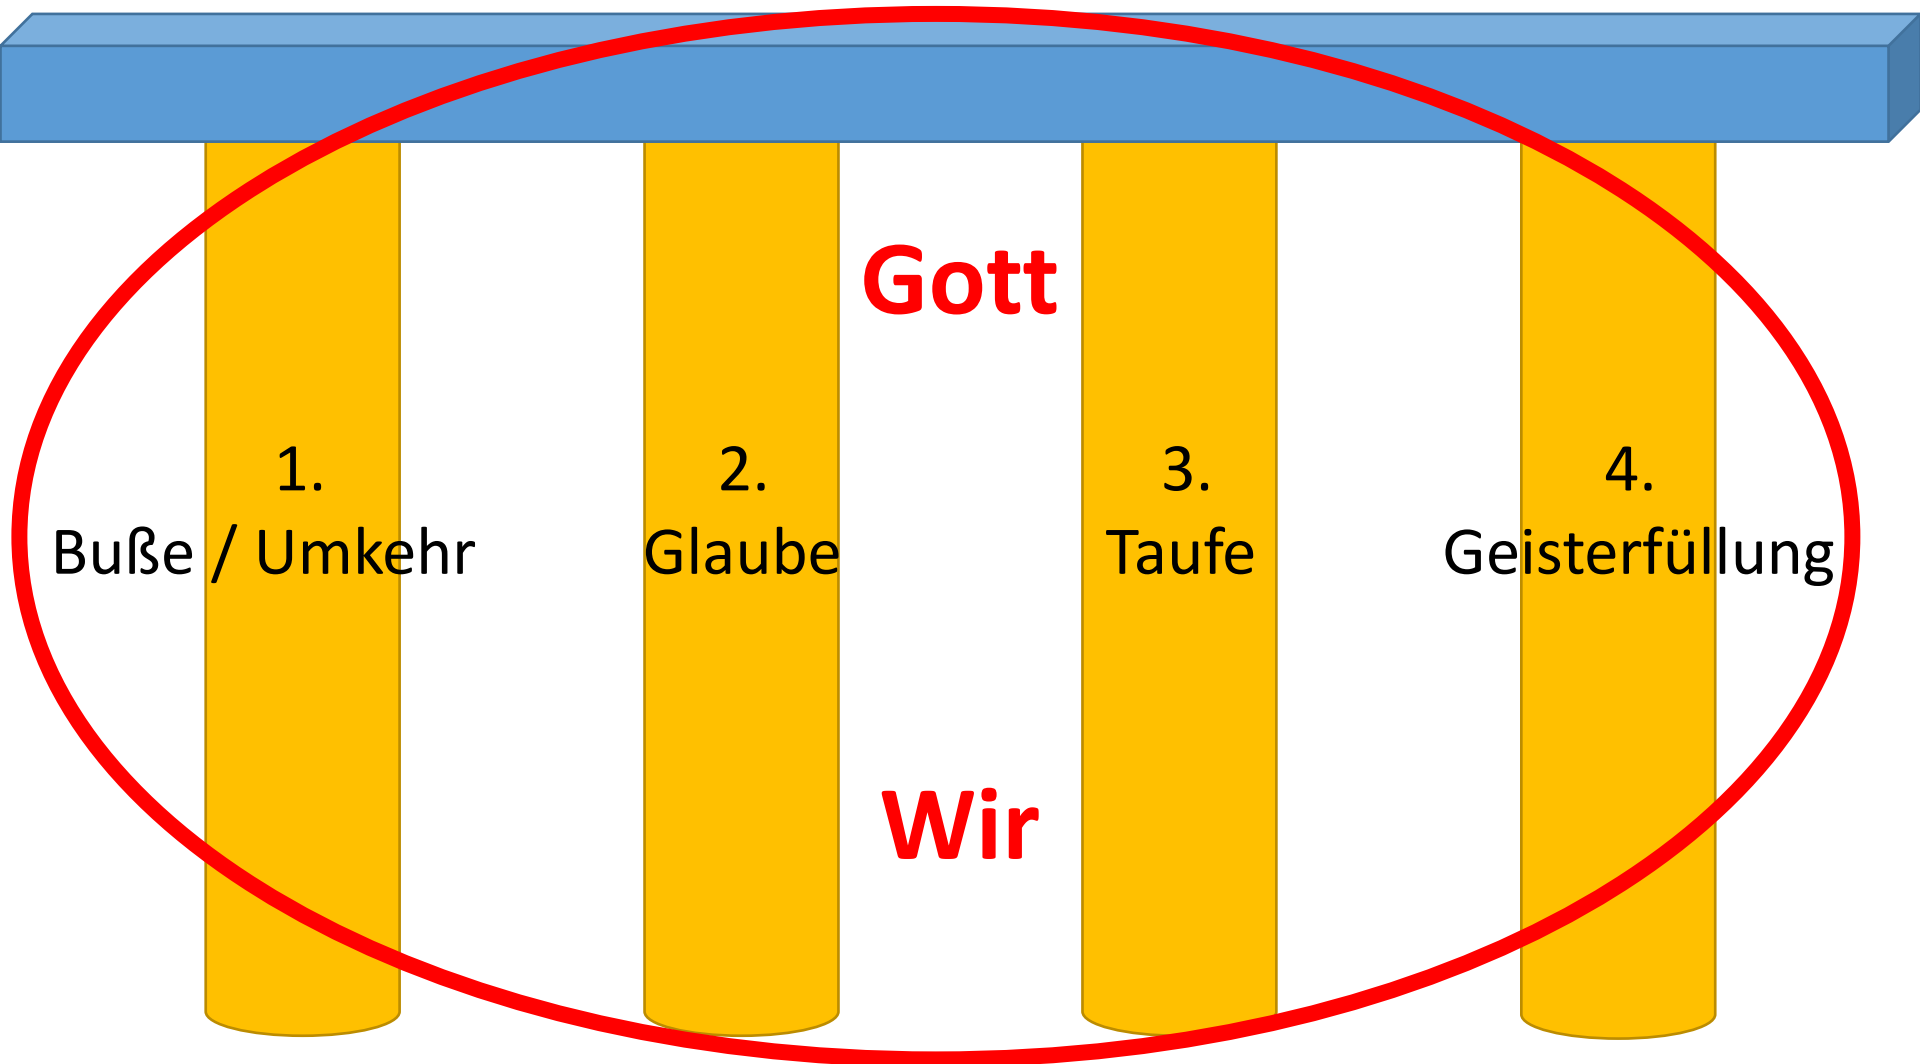 Gott
1.
Buße / Umkehr
2.
Glaube
3.
Taufe
4.
Geisterfüllung
Wir